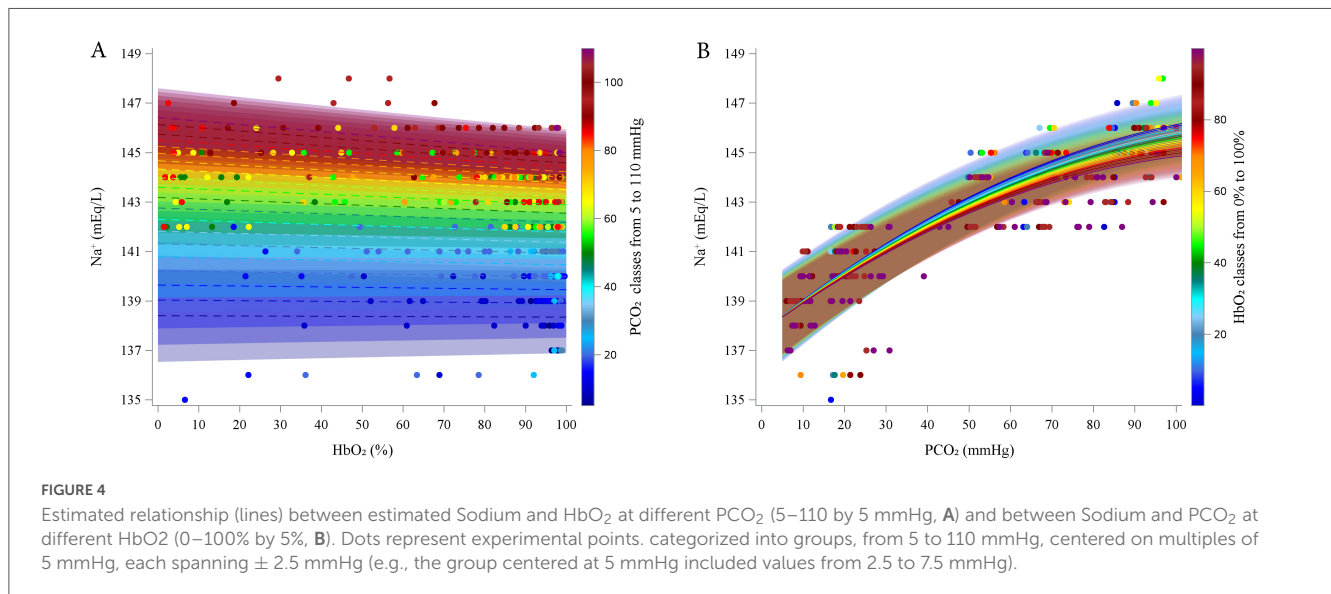 A
149
147
145
143
141
139
137
135
Na⁺ (mEq/L)
0 10 20 30 40 50 60 70 80 90 100
HbO₂ (%)
100
80
60
40
20
PCO₂ classes from 5 to 110 mmHg
B
149
147
145
143
141
139
137
135
Na⁺ (mEq/L)
0 10 20 30 40 50 60 70 80 90 100
PCO₂ (mmHg)
80
60
40
20
HbO₂ classes from 0% to 100%
FIGURE 4
Estimated relationship (lines) between estimated Sodium and HbO₂ at different PCO₂ (5–110 by 5 mmHg, A) and between Sodium and PCO₂ at
different HbO2 (0–100% by 5%, B). Dots represent experimental points. categorized into groups, from 5 to 110 mmHg, centered on multiples of
5 mmHg, each spanning ± 2.5 mmHg (e.g., the group centered at 5 mmHg included values from 2.5 to 7.5 mmHg).